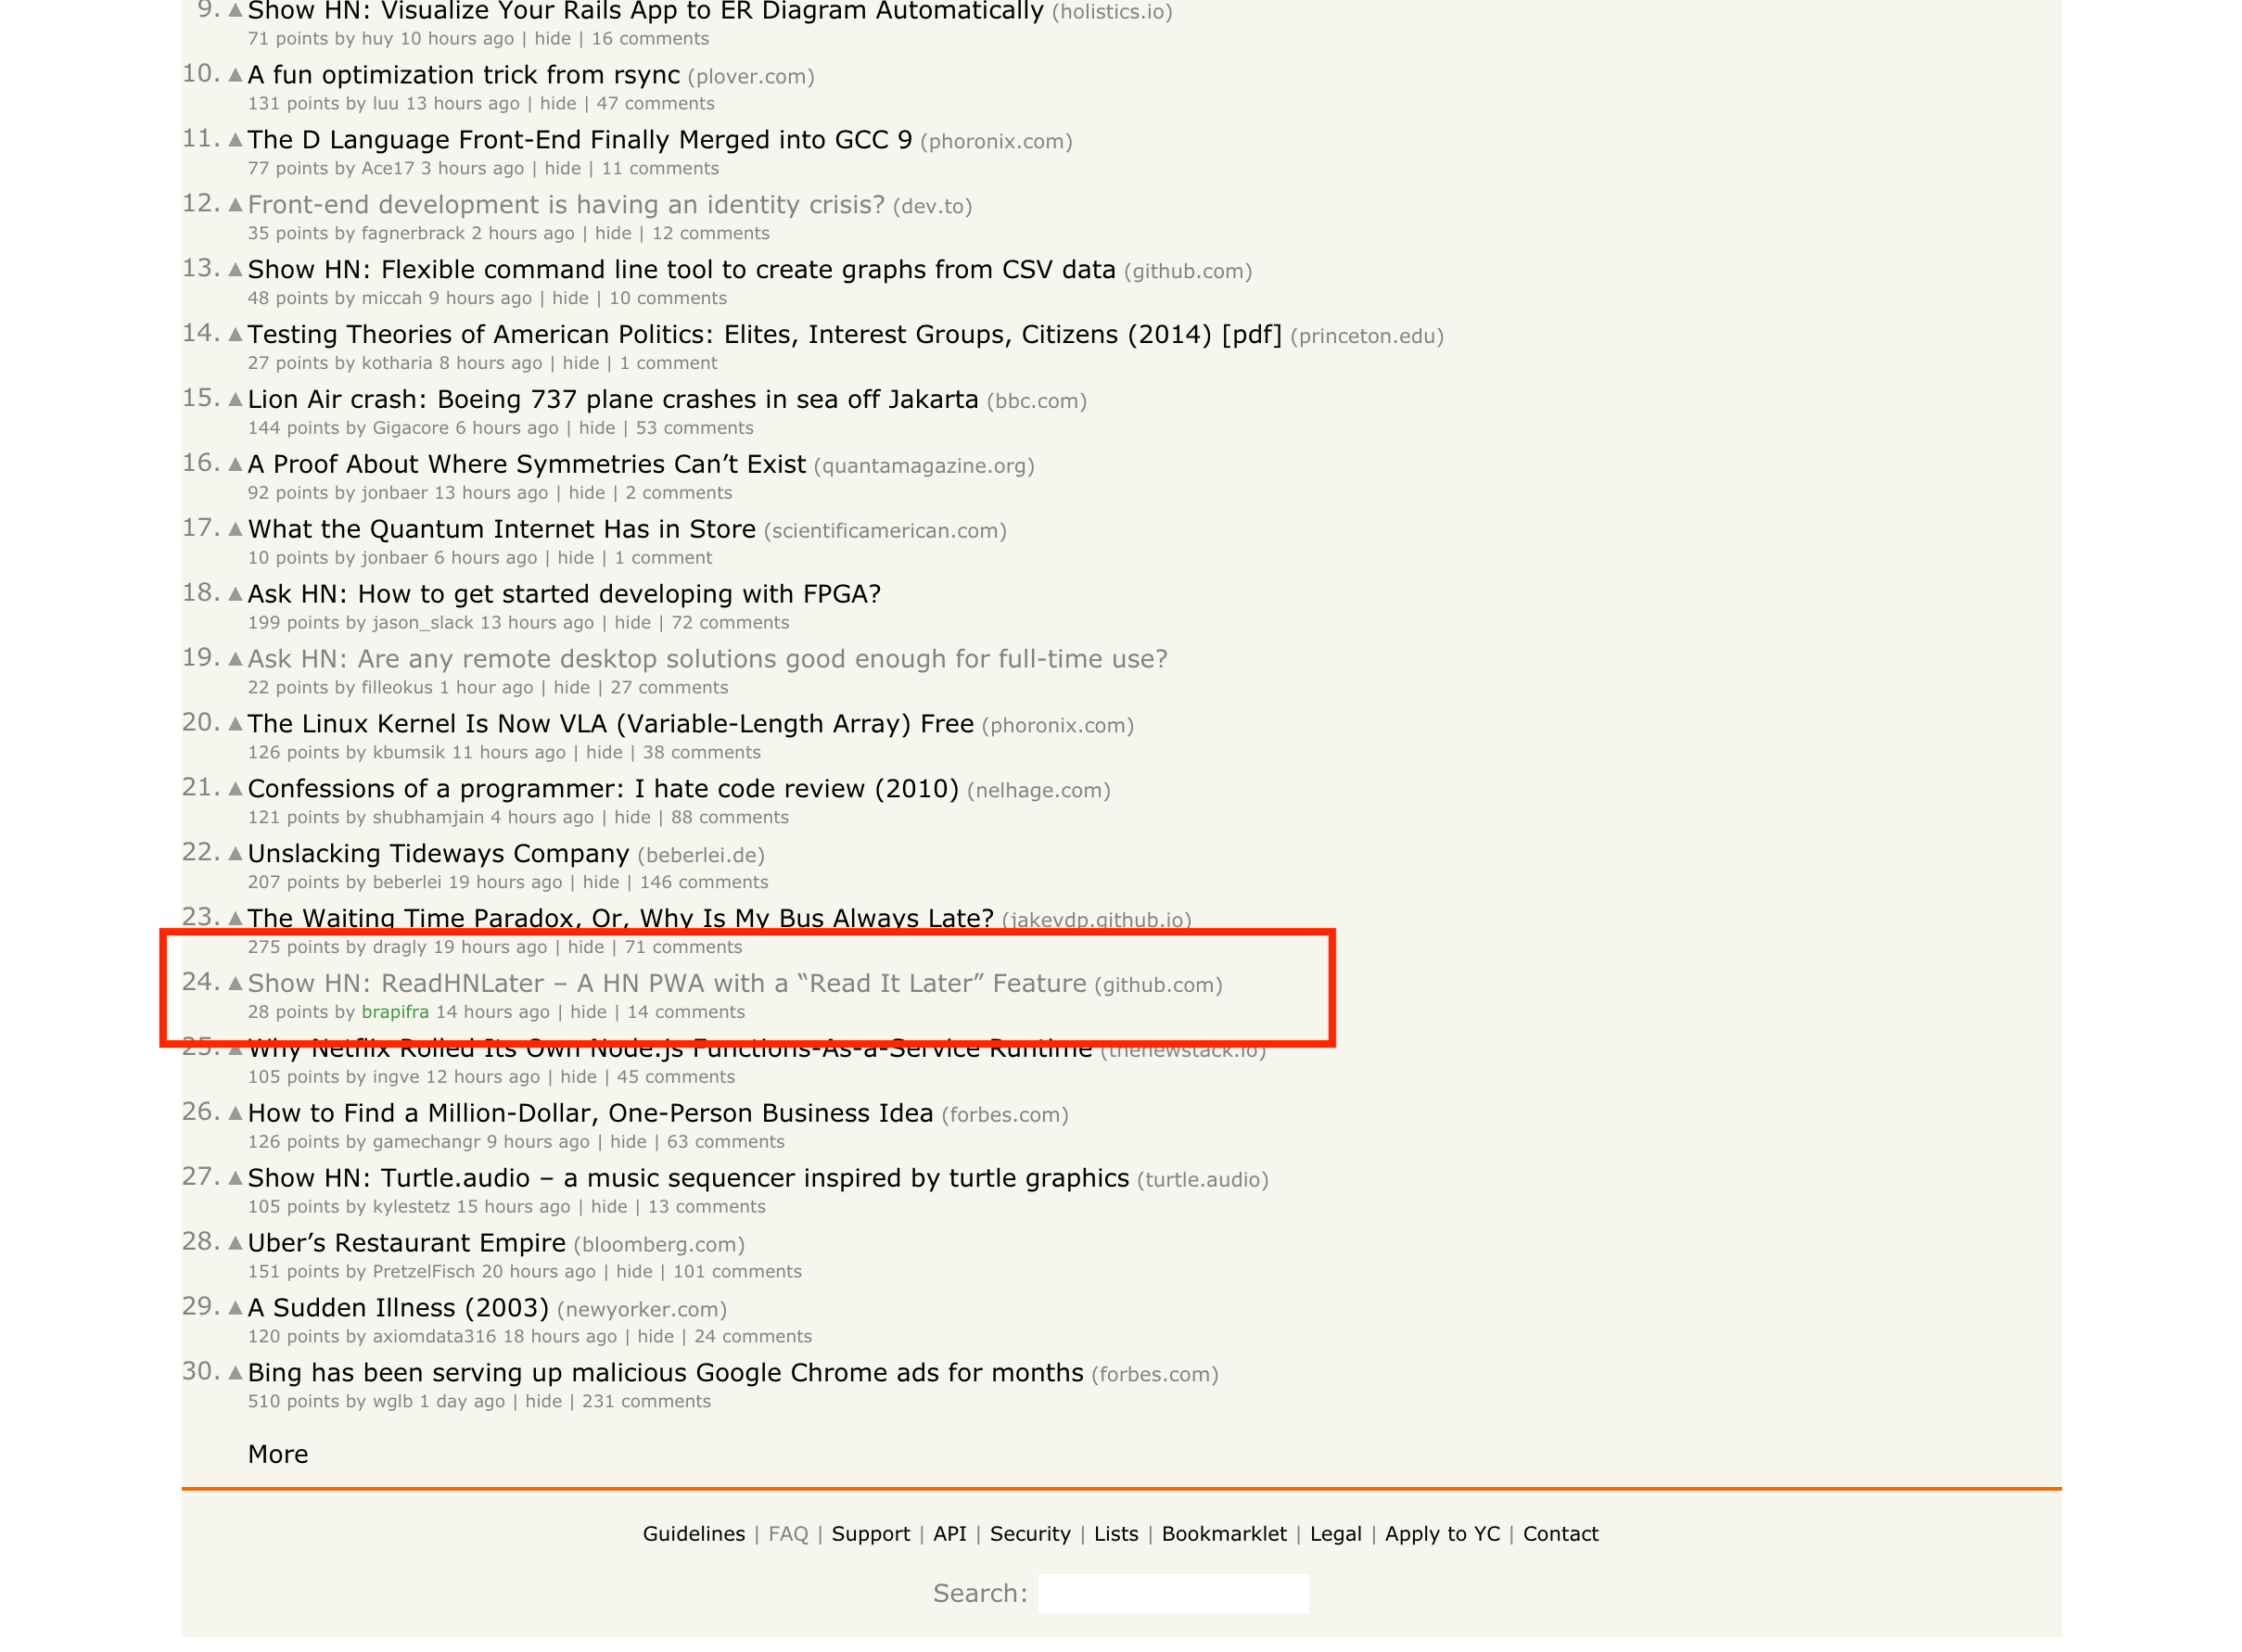 9. ▲ Show HN: Visualize Your Rails App to ER Diagram Automatically (holistics.io)
71 points by huy 10 hours ago | hide | 16 comments
10. ▲ A fun optimization trick from rsync (plover.com)
131 points by luu 13 hours ago | hide | 47 comments
11. ▲ The D Language Front-End Finally Merged into GCC 9 (phoronix.com)
77 points by Ace17 3 hours ago | hide | 11 comments
12. ▲ Front-end development is having an identity crisis? (dev.to)
35 points by fagnerbrack 2 hours ago | hide | 12 comments
13. ▲ Show HN: Flexible command line tool to create graphs from CSV data (github.com)
48 points by miccah 9 hours ago | hide | 10 comments
14. ▲ Testing Theories of American Politics: Elites, Interest Groups, Citizens (2014) [pdf] (princeton.edu)
27 points by kotharia 8 hours ago | hide | 1 comment
15. ▲ Lion Air crash: Boeing 737 plane crashes in sea off Jakarta (bbc.com)
144 points by Gigacore 6 hours ago | hide | 53 comments
16. ▲ A Proof About Where Symmetries Can’t Exist (quantamagazine.org)
92 points by jonbaer 13 hours ago | hide | 2 comments
17. ▲ What the Quantum Internet Has in Store (scientificamerican.com)
10 points by jonbaer 6 hours ago | hide | 1 comment
18. ▲ Ask HN: How to get started developing with FPGA?
199 points by jason_slack 13 hours ago | hide | 72 comments
19. ▲ Ask HN: Are any remote desktop solutions good enough for full-time use?
22 points by filleokus 1 hour ago | hide | 27 comments
20. ▲ The Linux Kernel Is Now VLA (Variable-Length Array) Free (phoronix.com)
126 points by kbumsik 11 hours ago | hide | 38 comments
21. ▲ Confessions of a programmer: I hate code review (2010) (nelhage.com)
121 points by shubhamjain 4 hours ago | hide | 88 comments
22. ▲ Unslacking Tideways Company (beberlei.de)
207 points by beberlei 19 hours ago | hide | 146 comments
23. ▲ The Waiting Time Paradox, Or, Why Is My Bus Always Late? (jakevdp.github.io)
275 points by dragly 19 hours ago | hide | 71 comments
24. ▲ Show HN: ReadHNLater – A HN PWA with a “Read It Later” Feature (github.com)
28 points by brapifra 14 hours ago | hide | 14 comments
25. ▲ Why Netflix Rolled Its Own Node.js Functions-As-a-Service Runtime (thenewstack.io)
105 points by ingve 12 hours ago | hide | 45 comments
26. ▲ How to Find a Million-Dollar, One-Person Business Idea (forbes.com)
126 points by gamechangr 9 hours ago | hide | 63 comments
27. ▲ Show HN: Turtle.audio – a music sequencer inspired by turtle graphics (turtle.audio)
105 points by kylestetz 15 hours ago | hide | 13 comments
28. ▲ Uber’s Restaurant Empire (bloomberg.com)
151 points by PretzelFisch 20 hours ago | hide | 101 comments
29. ▲ A Sudden Illness (2003) (newyorker.com)
120 points by axiomdata316 18 hours ago | hide | 24 comments
30. ▲ Bing has been serving up malicious Google Chrome ads for months (forbes.com)
510 points by wglb 1 day ago | hide | 231 comments
More
Guidelines | FAQ | Support | API | Security | Lists | Bookmarklet | Legal | Apply to YC | Contact
Search: